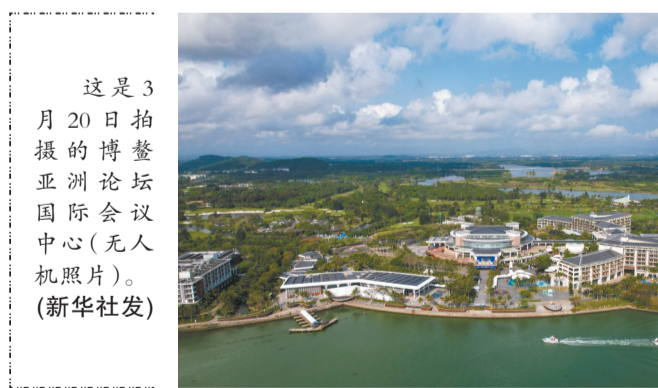 这是3
月20日拍
摄的博鳌
亚洲论坛
国际会议
中心(无人
机照片)。
(新华社发)